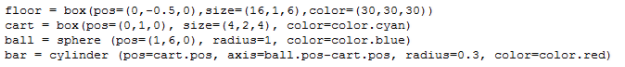 floor = box(pos=(0,-0.5,0),size=(16,1,6),color=(30,30,30))
cart = box(pos=(0,1,0), size=(4,2,4), color=color.cyan)
ball = sphere (pos=(1,6,0), radius=1, color=color.blue)
bar = cylinder (pos=cart.pos, axis=ball.pos-cart.pos, radius=0.3, color=color.red)